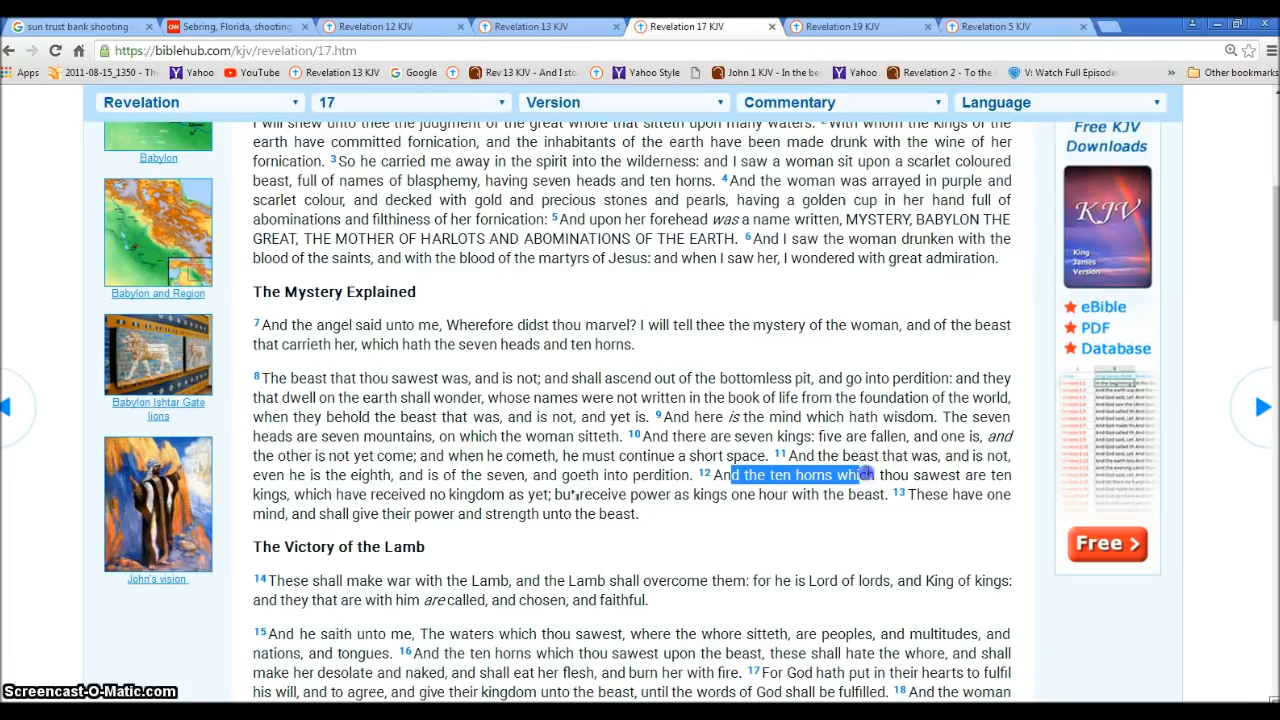 sun trust bank shooting -
Sebring, Florida, shooting
Revelation 12 KJV
Revelation 13 KJV
Revelation 17 KJV
Revelation 19 KJV
Revelation 5 KJV
https://biblehub.com/kjv/revelation/17.htm
Apps
2011-08-15_1350 - Th
Yahoo
YouTube
Revelation 13 KJV
Google
Rev 13 KJV - And I sto
Yahoo Style
John 1 KJV - In the be
Yahoo
Revelation 2 - To the
V: Watch Full Episode
»
Other bookmarks
Revelation
17
Version
Commentary
Language
I will shew unto thee the judgment of the great whore that sitteth upon many waters: 2 With whom the kings of the
earth have committed fornication, and the inhabitants of the earth have been made drunk with the wine of her
fornication. 3 So he carried me away in the spirit into the wilderness: and I saw a woman sit upon a scarlet coloured
beast, full of names of blasphemy, having seven heads and ten horns. 4 And the woman was arrayed in purple and
scarlet colour, and decked with gold and precious stones and pearls, having a golden cup in her hand full of
abominations and filthiness of her fornication: 5 And upon her forehead was a name written, MYSTERY, BABYLON THE
GREAT, THE MOTHER OF HARLOTS AND ABOMINATIONS OF THE EARTH. 6 And I saw the woman drunken with the
blood of the saints, and with the blood of the martyrs of Jesus: and when I saw her, I wondered with great admiration.
The Mystery Explained
7 And the angel said unto me, Wherefore didst thou marvel? I will tell thee the mystery of the woman, and of the beast
that carrieth her, which hath the seven heads and ten horns.
8 The beast that thou sawest was, and is not; and shall ascend out of the bottomless pit, and go into perdition: and they
that dwell on the earth shall wonder, whose names were not written in the book of life from the foundation of the world,
when they behold the beast that was, and is not, and yet is. 9 And here is the mind which hath wisdom. The seven
heads are seven mountains, on which the woman sitteth. 10 And there are seven kings: five are fallen, and one is, and
the other is not yet come; and when he cometh, he must continue a short space. 11 And the beast that was, and is not,
even he is the eighth, and is of the seven, and goeth into perdition. 12 And the ten horns which thou sawest are ten
kings, which have received no kingdom as yet; but receive power as kings one hour with the beast. 13 These have one
mind, and shall give their power and strength unto the beast.
The Victory of the Lamb
14 These shall make war with the Lamb, and the Lamb shall overcome them: for he is Lord of lords, and King of kings:
and they that are with him are called, and chosen, and faithful.
15 And he saith unto me, The waters which thou sawest, where the whore sitteth, are peoples, and multitudes, and
nations, and tongues. 16 And the ten horns which thou sawest upon the beast, these shall hate the whore, and shall
make her desolate and naked, and shall eat her flesh, and burn her with fire. 17 For God hath put in their hearts to fulfil
his will, and to agree, and give their kingdom unto the beast, until the words of God shall be fulfilled. 18 And the woman
Babylon
Babylon and Region
Babylon Ishtar Gate
lions
John's vision
Free KJV
Downloads
KJV
King
James
Version
eBible
PDF
Database
Free >
Screencast-O-Matic.com